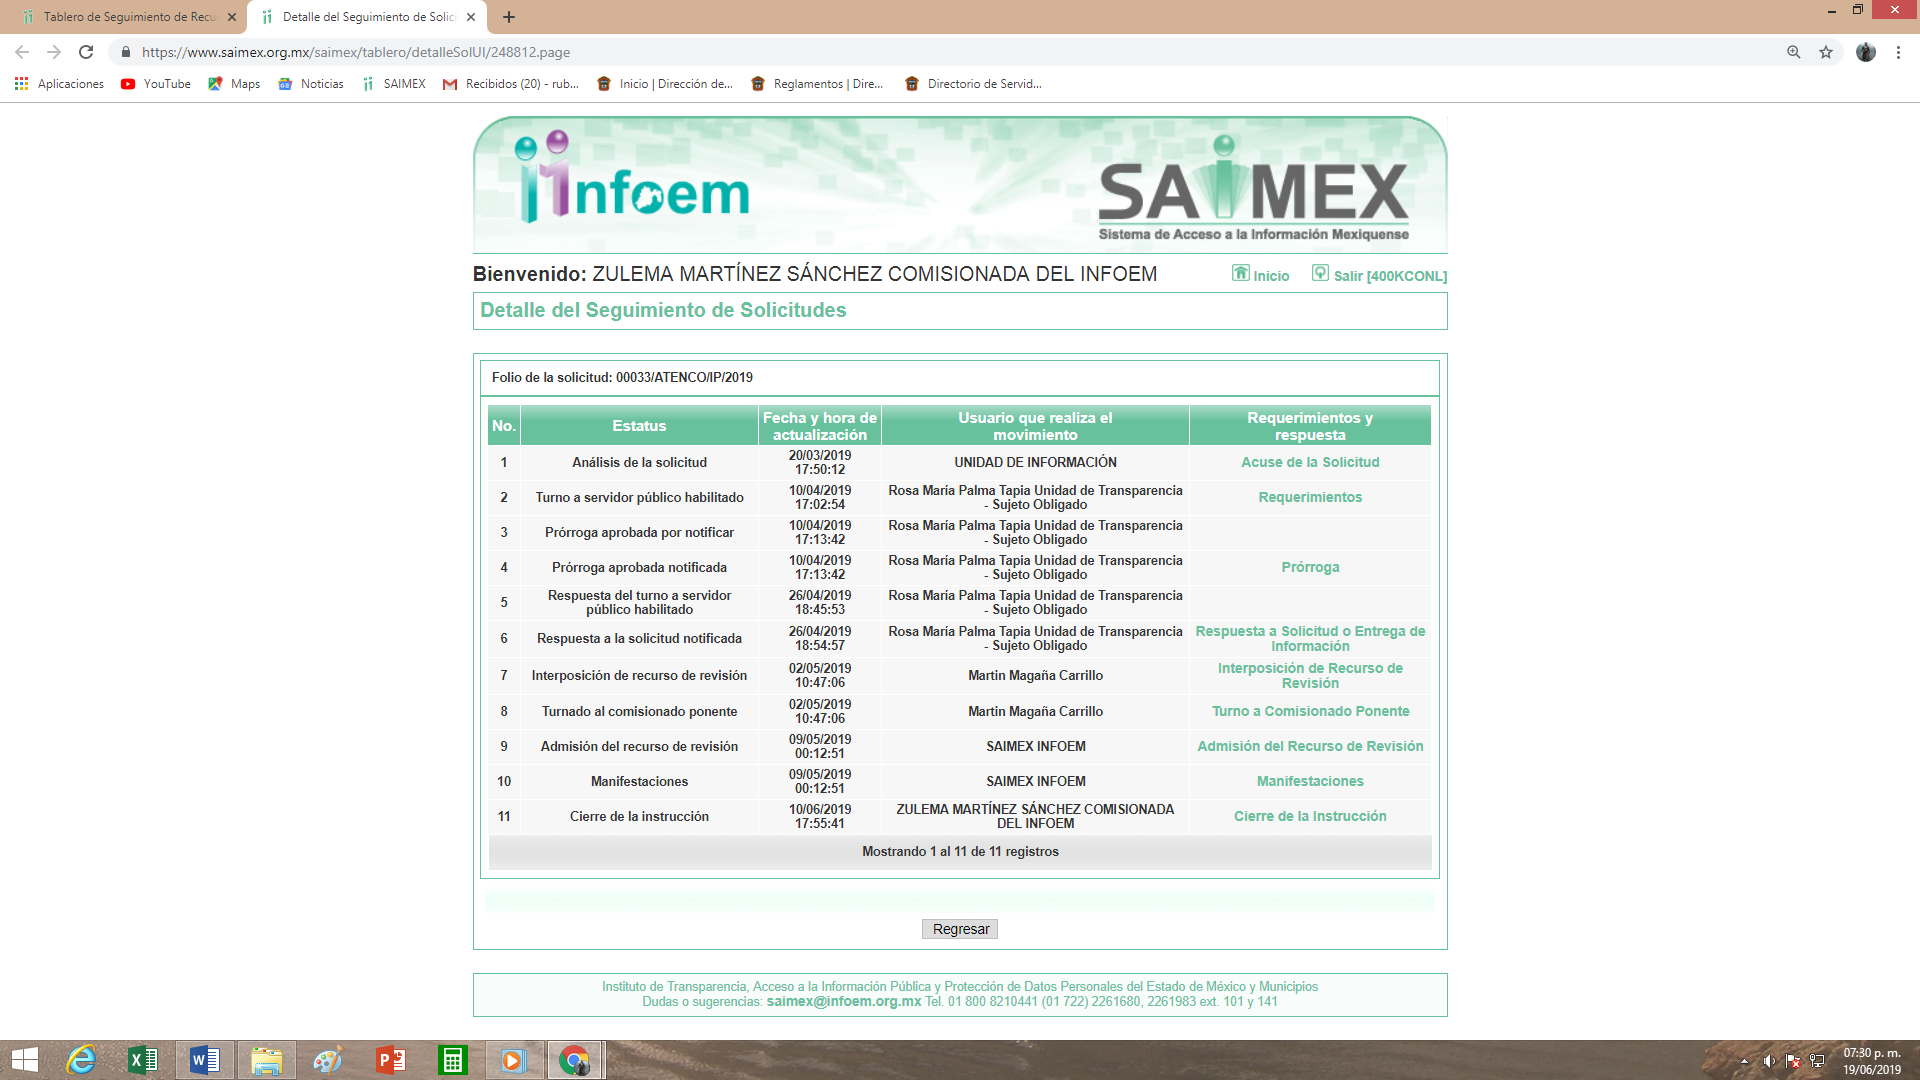 Tablero de Seguimiento de Recu
Detalle del Seguimiento de Solici
https://www.saimex.org.mx/saimex/tablero/detalleSolUI/248812.page
Aplicaciones YouTube Maps Noticias SAIMEX Recibidos (20) - rub... Inicio | Dirección de... Reglamentos | Dire... Directorio de Servid...
infoem
SAIMEX
Sistema de Acceso a la Información Mexiquense
Bienvenido: ZULEMA MARTÍNEZ SÁNCHEZ COMISIONADA DEL INFOEM Inicio Salir [400KCONL]
Detalle del Seguimiento de Solicitudes
Folio de la solicitud: 00033/ATENCO/IP/2019
No. Estatus Fecha y hora de actualización Usuario que realiza el movimiento Requerimientos y respuesta
1 Análisis de la solicitud 20/03/2019 17:50:12 UNIDAD DE INFORMACIÓN Acuse de la Solicitud
2 Turno a servidor público habilitado 10/04/2019 17:02:54 Rosa María Palma Tapia Unidad de Transparencia - Sujeto Obligado Requerimientos
3 Prórroga aprobada por notificar 10/04/2019 17:13:42 Rosa María Palma Tapia Unidad de Transparencia - Sujeto Obligado
4 Prórroga aprobada notificada 10/04/2019 17:13:42 Rosa María Palma Tapia Unidad de Transparencia - Sujeto Obligado Prórroga
5 Respuesta del turno a servidor público habilitado 26/04/2019 18:45:53 Rosa María Palma Tapia Unidad de Transparencia - Sujeto Obligado
6 Respuesta a la solicitud notificada 26/04/2019 18:54:57 Rosa María Palma Tapia Unidad de Transparencia - Sujeto Obligado Respuesta a Solicitud o Entrega de Información
7 Interposición de recurso de revisión 02/05/2019 10:47:06 Martin Magaña Carrillo Interposición de Recurso de Revisión
8 Turnado al comisionado ponente 02/05/2019 10:47:06 Martin Magaña Carrillo Turno a Comisionado Ponente
9 Admisión del recurso de revisión 09/05/2019 00:12:51 SAIMEX INFOEM Admisión del Recurso de Revisión
10 Manifestaciones 09/05/2019 00:12:51 SAIMEX INFOEM Manifestaciones
11 Cierre de la instrucción 10/06/2019 17:55:41 ZULEMA MARTÍNEZ SÁNCHEZ COMISIONADA DEL INFOEM Cierre de la Instrucción
Mostrando 1 al 11 de 11 registros
Regresar
Instituto de Transparencia, Acceso a la Información Pública y Protección de Datos Personales del Estado de México y Municipios
Dudas o sugerencias: saimex@infoem.org.mx Tel. 01 800 8210441 (01 722) 2261680, 2261983 ext. 101 y 141
07:30 p. m.
19/06/2019